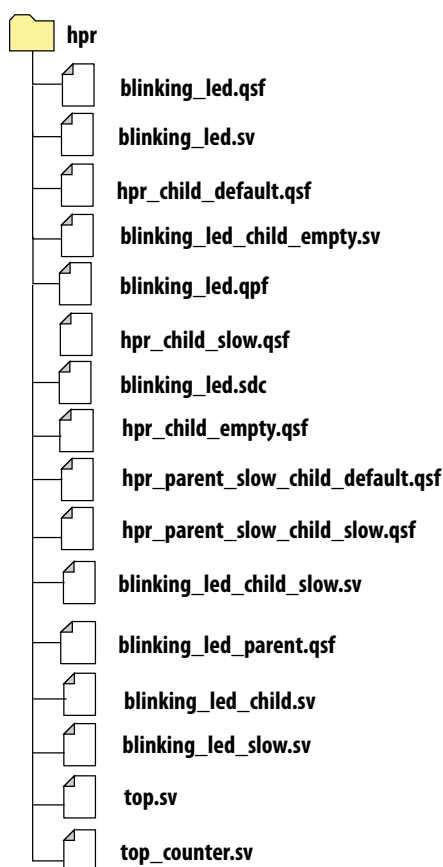 hpr
blinking_led.qsf
blinking_led.sv
hpr_child_default.qsf
blinking_led_child_empty.sv
blinking_led.qpf
hpr_child_slow.qsf
blinking_led.sdc
hpr_child_empty.qsf
hpr_parent_slow_child_default.qsf
hpr_parent_slow_child_slow.qsf
blinking_led_child_slow.sv
blinking_led_parent.qsf
blinking_led_child.sv
blinking_led_slow.sv
top.sv
top_counter.sv